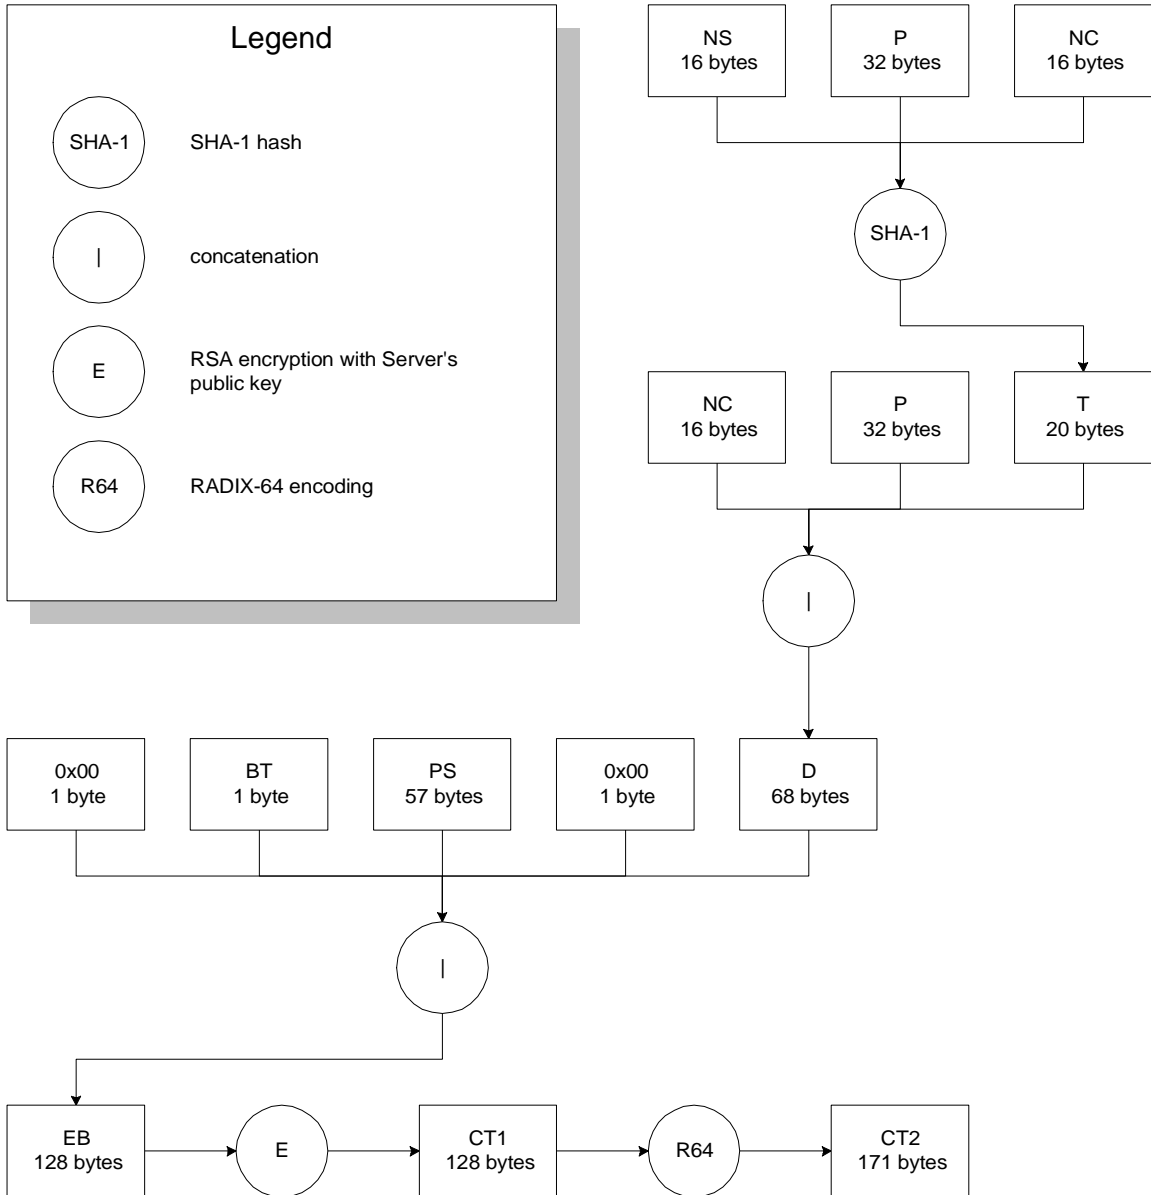 Legend
SHA-1
SHA-1 hash
|
concatenation
E
RSA encryption with Server's
public key
R64
RADIX-64 encoding
NS
16 bytes
P
32 bytes
NC
16 bytes
SHA-1
NC
16 bytes
P
32 bytes
T
20 bytes
|
0x00
1 byte
BT
1 byte
PS
57 bytes
0x00
1 byte
D
68 bytes
|
EB
128 bytes
E
CT1
128 bytes
R64
CT2
171 bytes